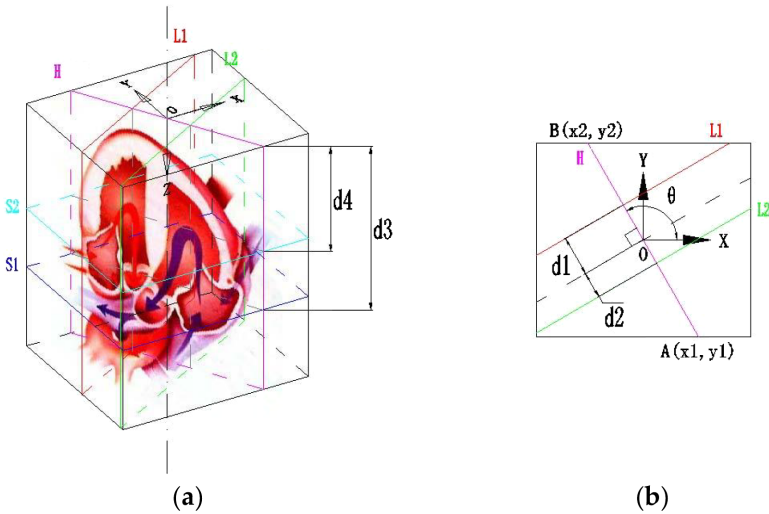 L1
H
L2
Y
O
X
Z
S2
S1
d4
d3
(a)
B(x2, y2)
H
L1
Y
θ
L2
X
O
d1
d2
A(x1, y1)
(b)